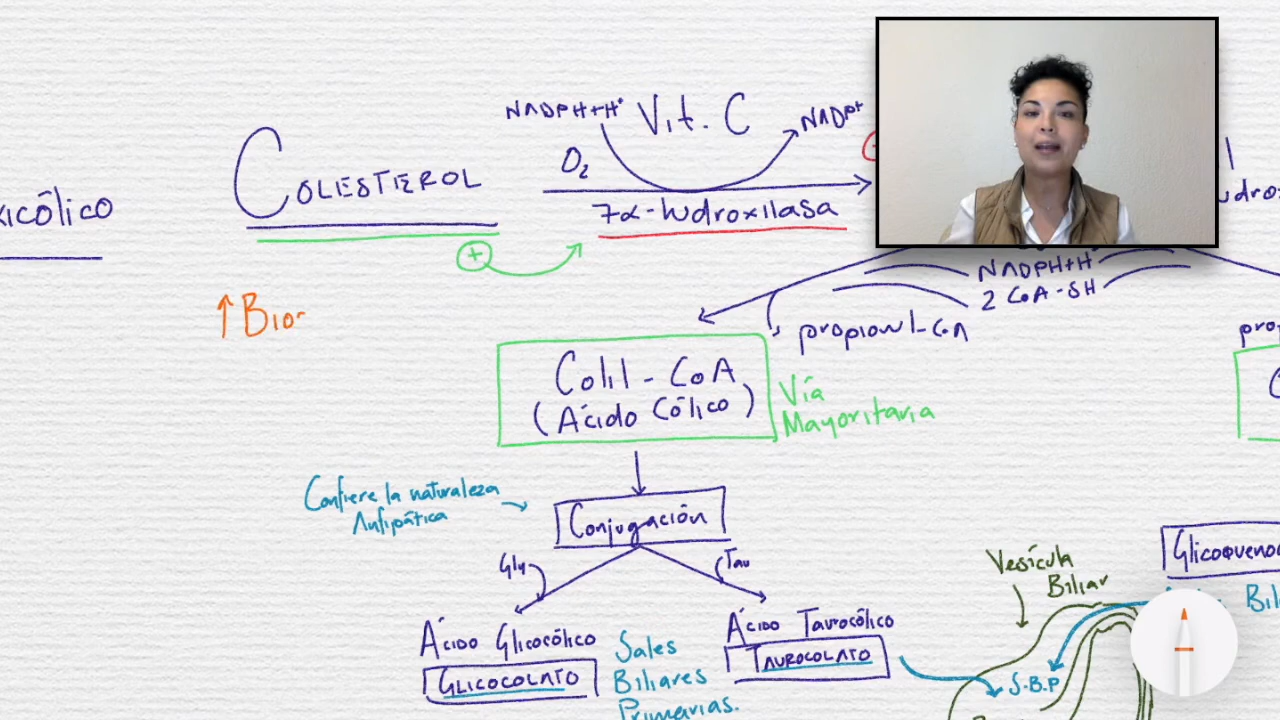 NADPH+H⁺ Vit. C NADP⁺
O₂
COLESTEROL
7α-hidroxilasa
xicólico
+
NADPH+H⁺
2 CoA-SH
↑ Bio
propionil-CoA
Colil-CoA
(Ácido Cólico)
Vía
Mayoritaria
Confiere la naturaleza
Anfipática
Conjugación
Gly
Tau
Vesícula
Biliar
Ácido Glicocólico
GLICOCOLATO
Sales
Biliares
Primarias.
Ácido Taurocólico
TAUROCOLATO
S.B.P